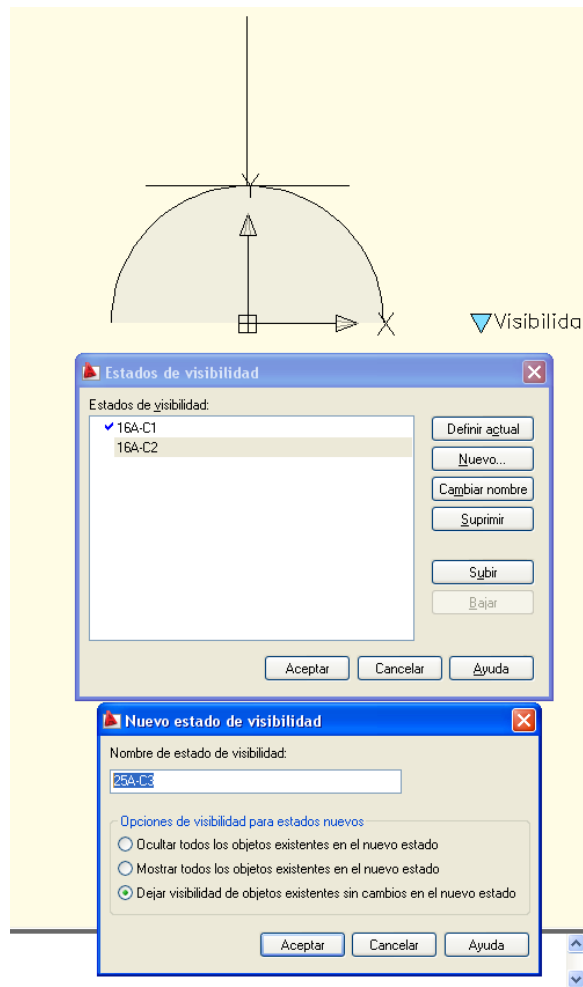 Y
X
Visibilida
Estados de visibilidad
Estados de visibilidad:
16A-C1
16A-C2
Definir actual
Nuevo...
Cambiar nombre
Suprimir
Subir
Bajar
Aceptar
Cancelar
Ayuda
Nuevo estado de visibilidad
Nombre de estado de visibilidad:
25A-C3
Opciones de visibilidad para estados nuevos
Ocultar todos los objetos existentes en el nuevo estado
Mostrar todos los objetos existentes en el nuevo estado
Dejar visibilidad de objetos existentes sin cambios en el nuevo estado
Aceptar
Cancelar
Ayuda